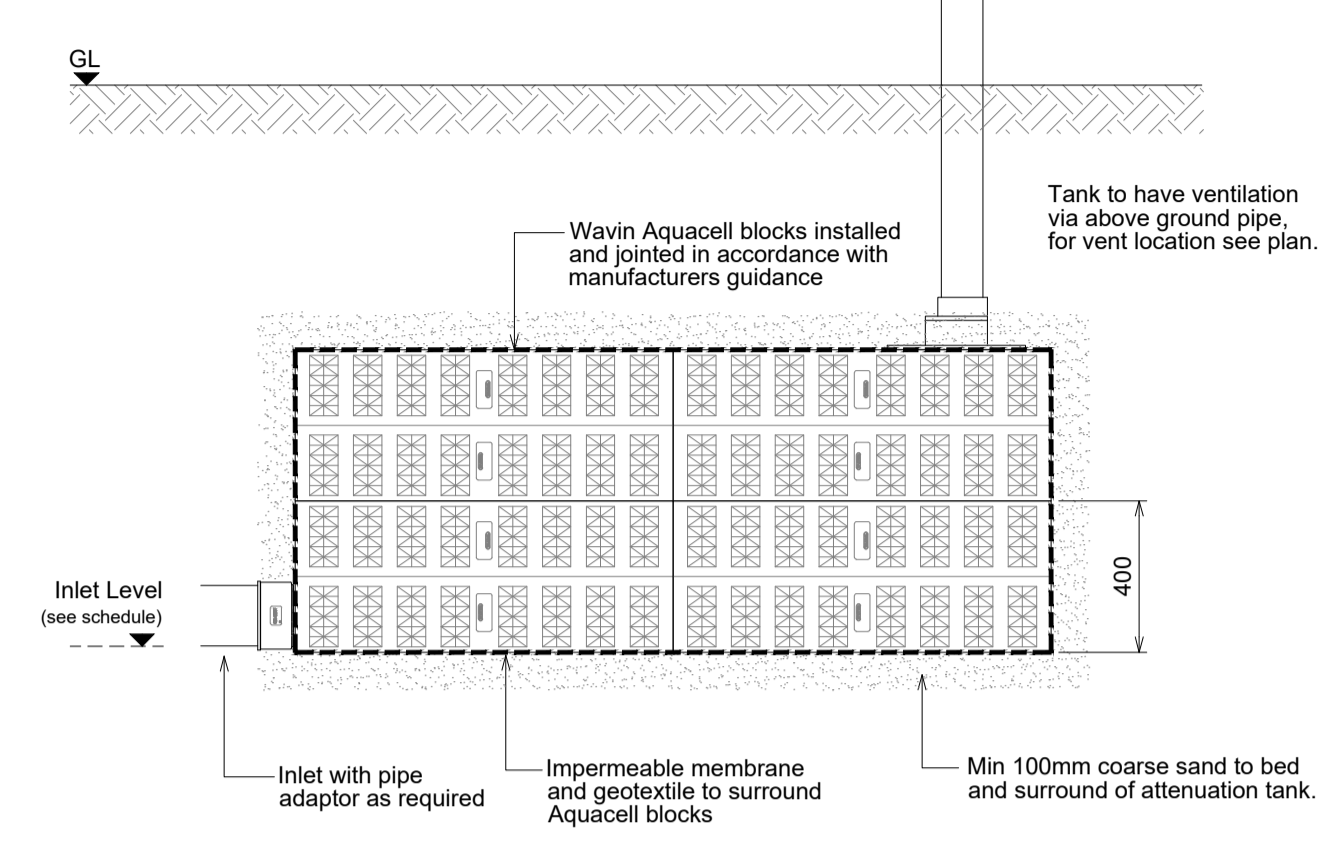 GL
Tank to have ventilation
via above ground pipe,
for vent location see plan.
Wavin Aquacell blocks installed
and jointed in accordance with
manufacturers guidance
Inlet Level
(see schedule)
400
Inlet with pipe
adaptor as required
Impermeable membrane
and geotextile to surround
Aquacell blocks
Min 100mm coarse sand to bed
and surround of attenuation tank.